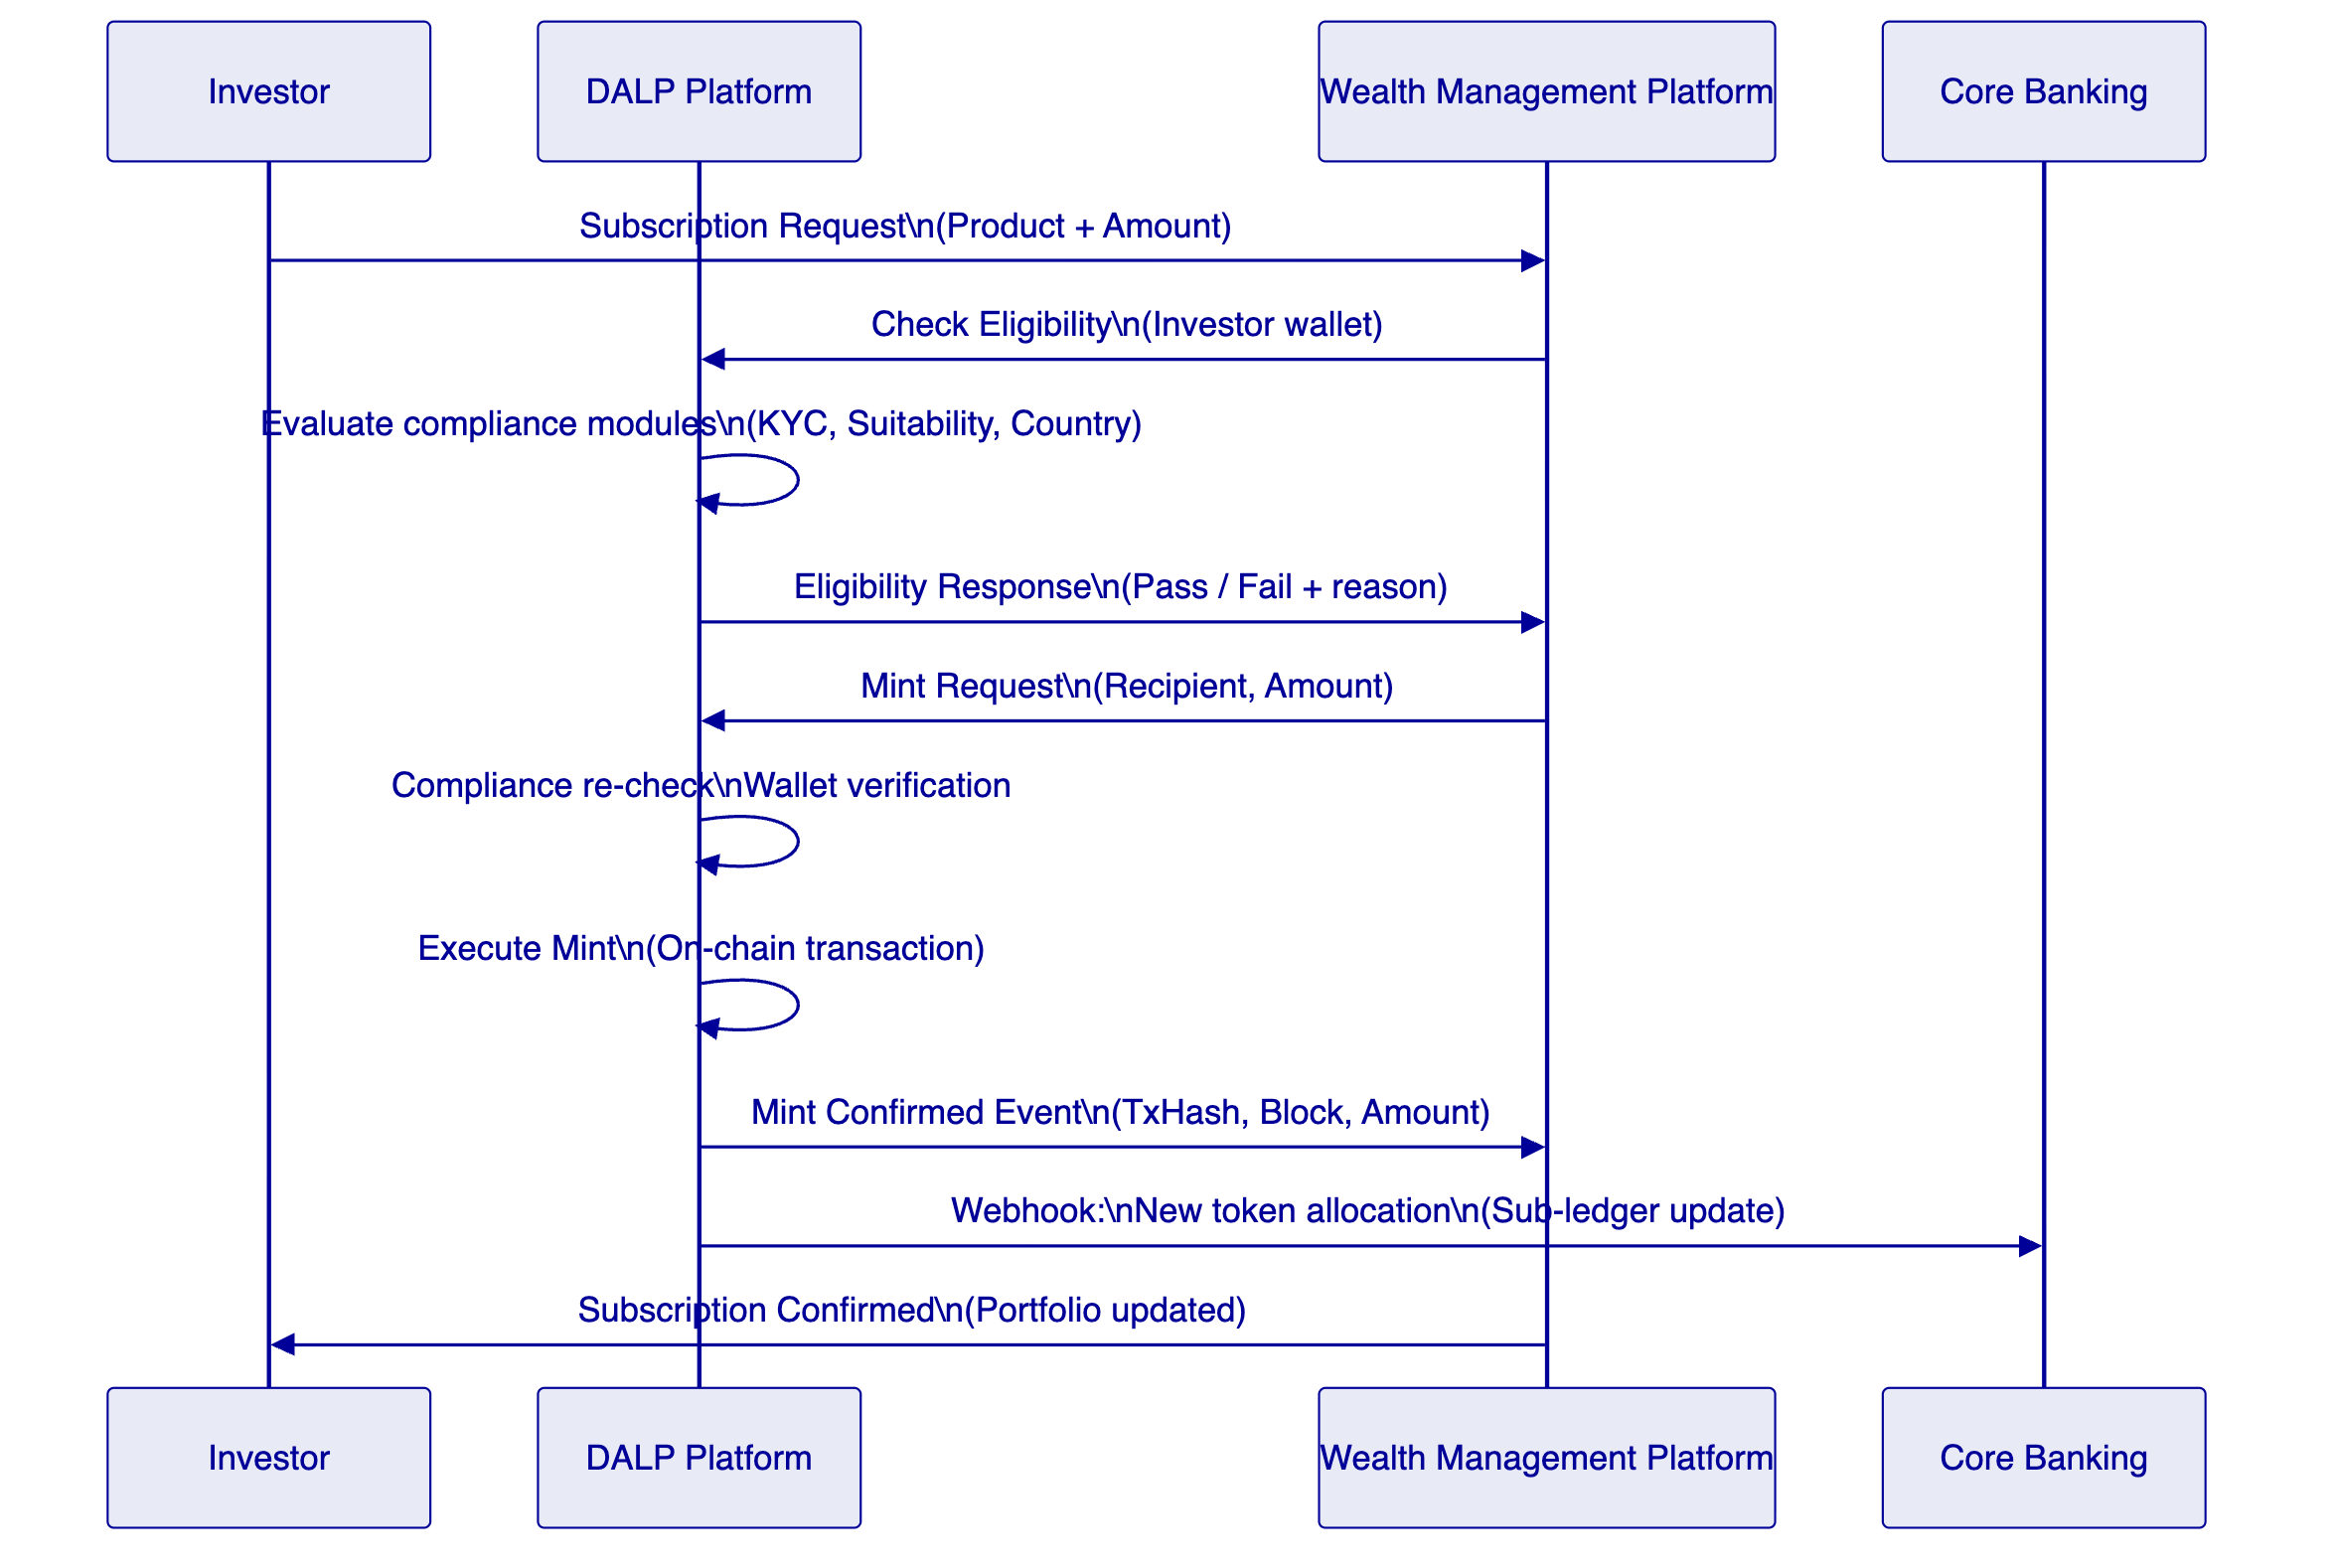 Investor
DALP Platform
Wealth Management Platform
Core Banking
Subscription Request\n(Product + Amount)
Check Eligibility\n(Investor wallet)
Evaluate compliance modules\n(KYC, Suitability, Country)
Eligibility Response\n(Pass / Fail + reason)
Mint Request\n(Recipient, Amount)
Compliance re-check\nWallet verification
Execute Mint\n(On-chain transaction)
Mint Confirmed Event\n(TxHash, Block, Amount)
Webhook:\nNew token allocation\n(Sub-ledger update)
Subscription Confirmed\n(Portfolio updated)
Investor
DALP Platform
Wealth Management Platform
Core Banking